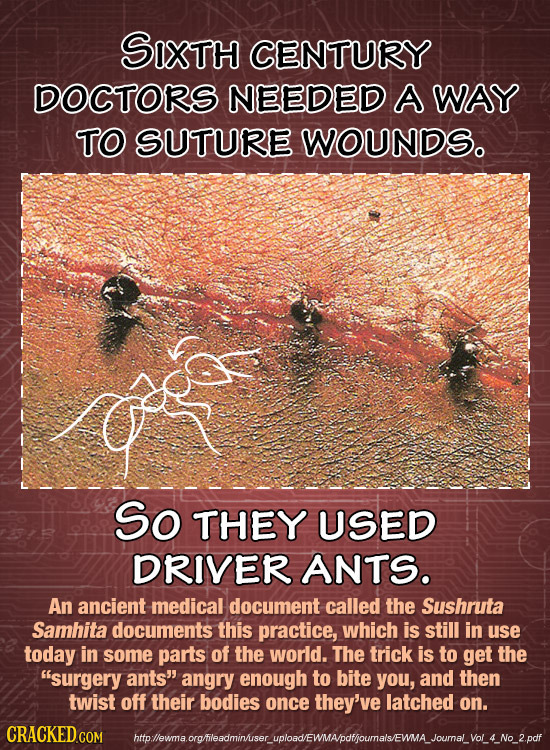 SIXTH CENTURY
DOCTORS NEEDED A WAY
TO SUTURE WOUNDS.
SO THEY USED
DRIVER ANTS.
An ancient medical document called the Sushruta
Samhita documents this practice, which is still in use
today in some parts of the world. The trick is to get the
“surgery ants” angry enough to bite you, and then
twist off their bodies once they've latched on.
CRACKED.COM http://ewma.org/fileadmin/user_upload/EWMA/pdf/journals/EWMA_Journal_Vol_4_No_2.pdf